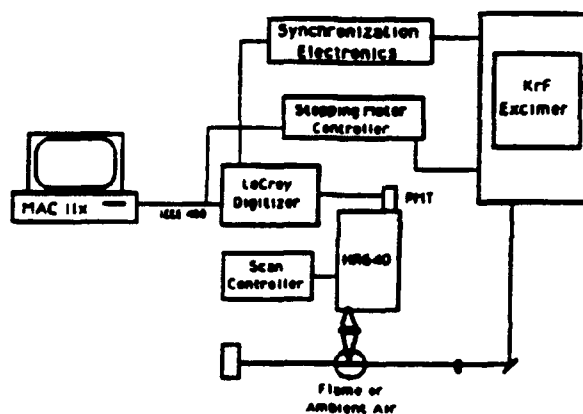 Synchronization
Electronics
KrF
Excimer
Stepping Motor
Controller
LeCroy
Digitizer
MAC IIx
IEEE 488
PMT
HR640
Scan
Controller
Flame or
Ambient Air